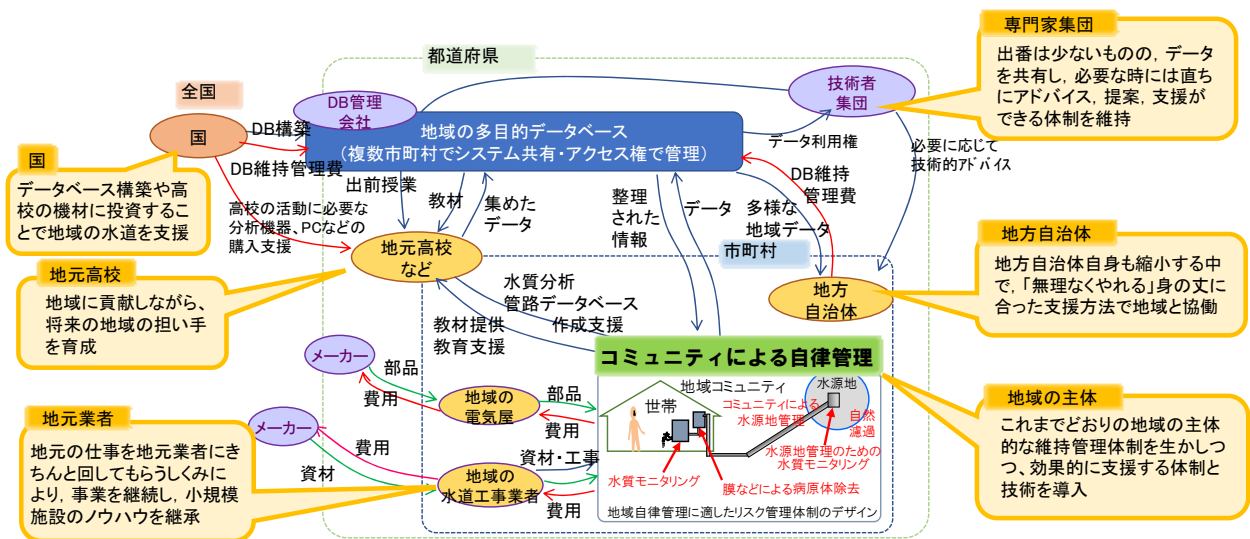 専門家集団
出番は少ないものの，データ
を共有し，必要な時には直ち
にアドバイス，提案，支援が
できる体制を維持
都道府県
全国
国
DB管理
会社
技術者
集団
DB構築
DB維持管理費
地域の多目的データベース
（複数市町村でシステム共有・アクセス権で管理）
データ利用権
必要に応じて
技術的アドバイス
国
データベース構築や高
校の機材に投資するこ
とで地域の水道を支援
高校の活動に必要な
分析機器、PCなどの
購入支援
出前授業
教材
集めた
データ
整理
された
情報
データ
多様な
地域データ
DB維持
管理費
市町村
地元高校
など
地方
自治体
地方自治体
地方自治体自身も縮小する中
で，「無理なくやれる」身の丈に
合った支援方法で地域と協働
地元高校
地域に貢献しながら、
将来の地域の担い手
を育成
水質分析
管路データベース
作成支援
教材提供
教育支援
コミュニティによる自律管理
メーカー
部品
費用
地域の
電気屋
部品
費用
地域コミュニティ
世帯
コミュニティによる
水源地管理
水源地
自然
濾過
水源地管理のための
水質モニタリング
水質モニタリング
膜などによる病原体除去
地域自律管理に適したリスク管理体制のデザイン
地域の主体
これまでどおりの地域の主体
的な維持管理体制を生かしつ
つ、効果的に支援する体制と
技術を導入
地元業者
地元の仕事を地元業者にき
ちんと回してもらうしくみに
より，事業を継続し，小規模
施設のノウハウを継承
メーカー
費用
資材
地域の
水道工事業者
資材・工事
費用